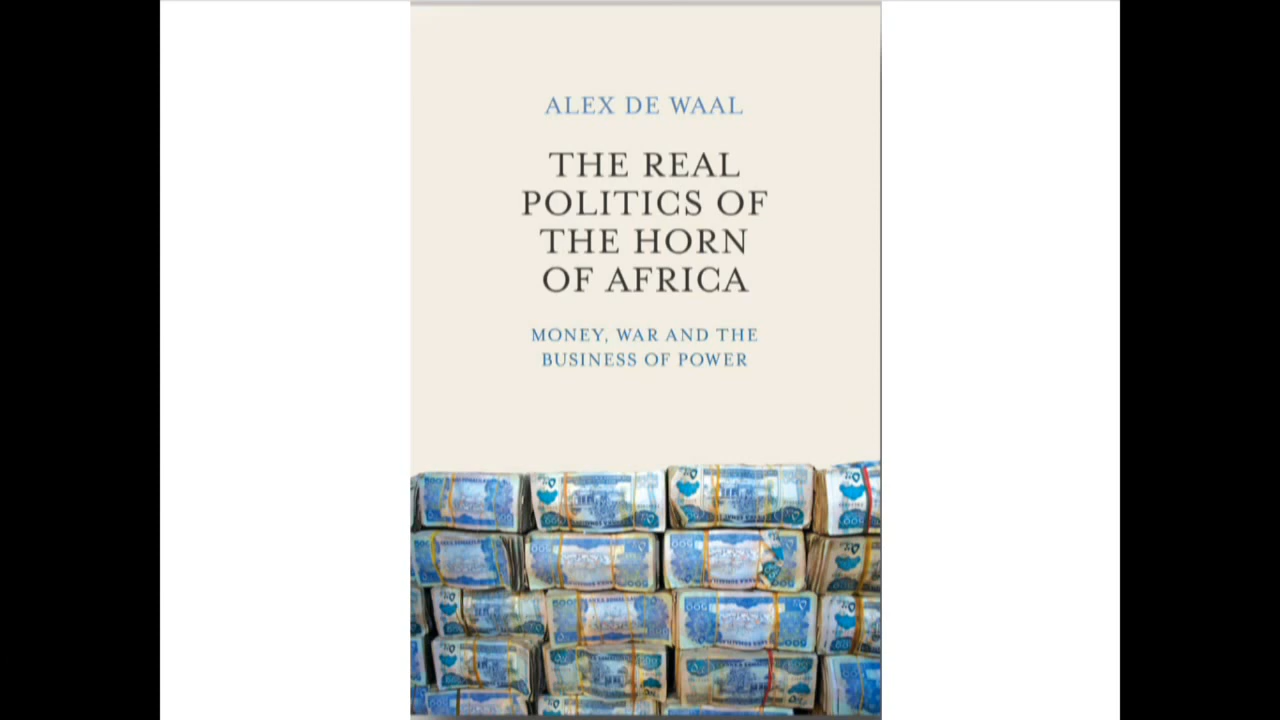 ALEX DE WAAL
THE REAL
POLITICS OF
THE HORN
OF AFRICA
MONEY, WAR AND THE
BUSINESS OF POWER